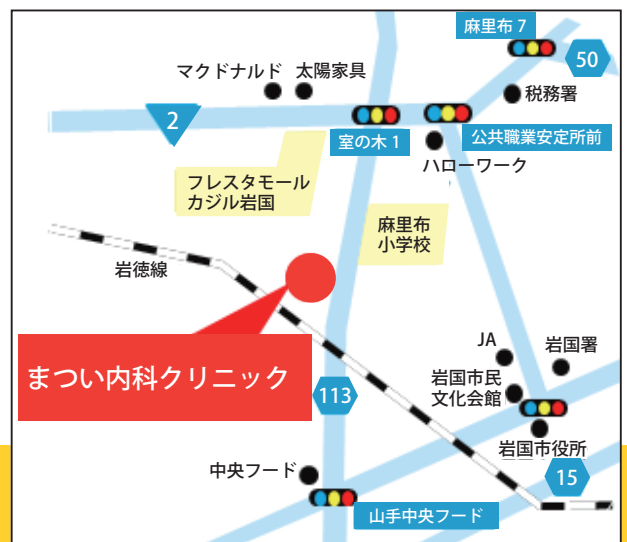 麻里布 7
50
マクドナルド
太陽家具
税務署
2
室の木 1
公共職業安定所前
ハローワーク
フレスタモール
カジル岩国
麻里布
小学校
岩徳線
JA
岩国署
まつい内科クリニック
113
岩国市民
文化会館
岩国市役所
中央フード
15
山手中央フード